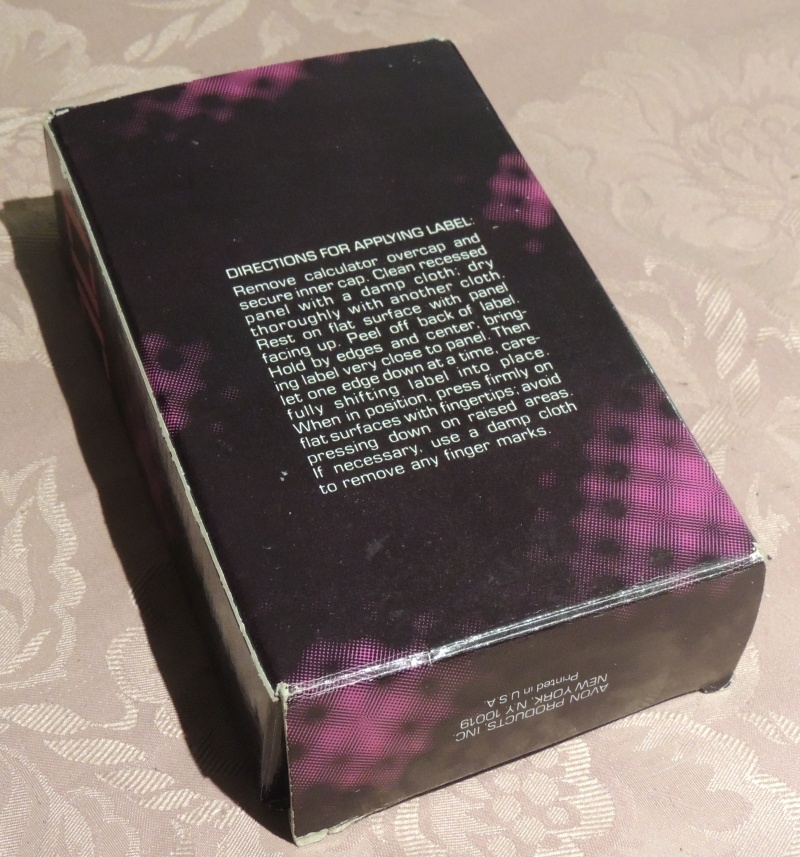 DIRECTIONS FOR APPLYING LABEL:
Remove calculator overcap and
secure inner cap. Clean recessed
panel with a damp cloth; dry
thoroughly with another cloth.
Rest on flat surface with panel
facing up. Peel off back of label.
Hold by edges and center, bring-
ing label very close to panel. Then
let one edge down at a time, care-
fully shifting label into place.
When in position, press firmly on
flat surfaces with fingertips; avoid
pressing down on raised areas.
If necessary, use a damp cloth
to remove any finger marks.
AVON PRODUCTS, INC.
NEW YORK, N.Y. 10019
Printed in U.S.A.